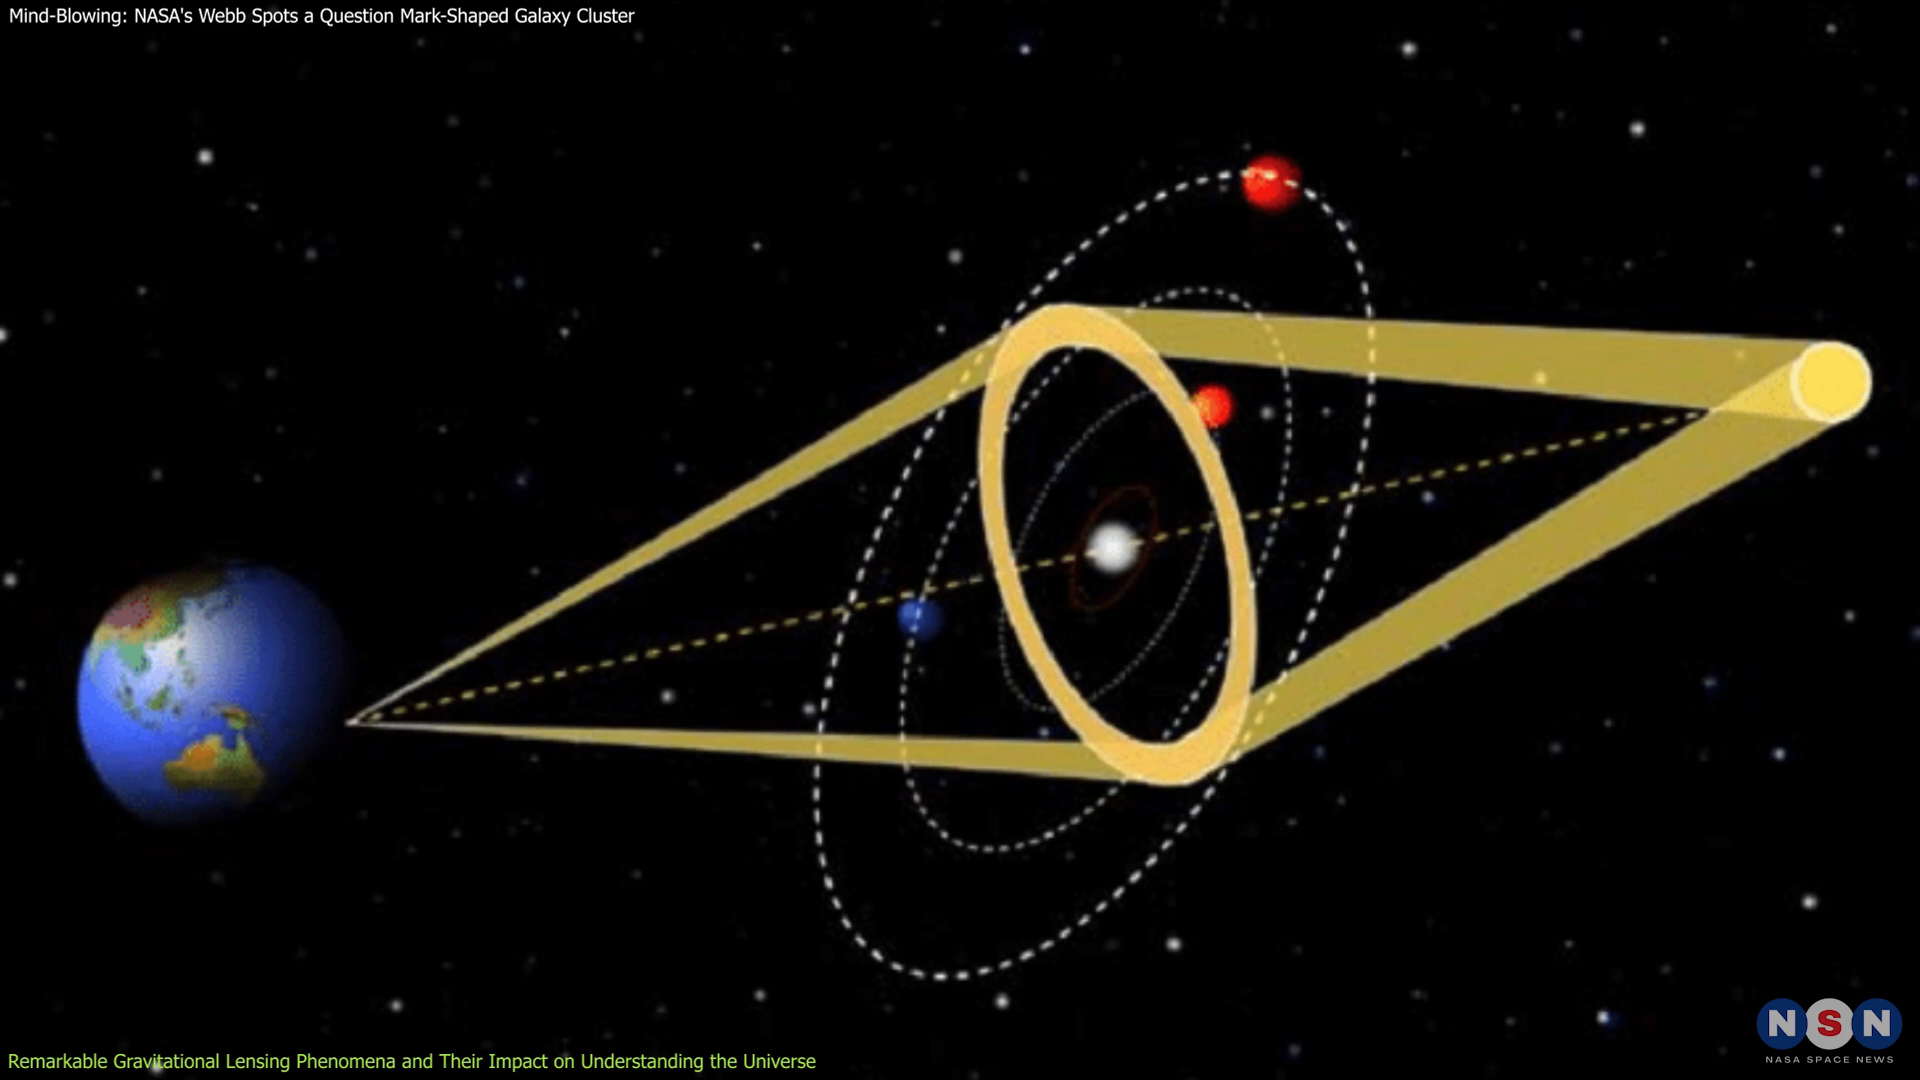 Mind-Blowing: NASA's Webb Spots a Question Mark-Shaped Galaxy Cluster
Remarkable Gravitational Lensing Phenomena and Their Impact on Understanding the Universe
NSN
NASA SPACE NEWS